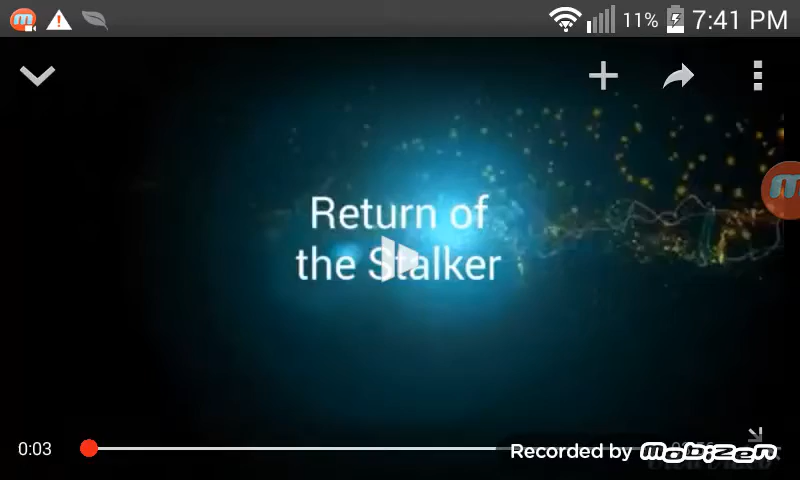 11% 7:41 PM
Return of
the Stalker
0:03
Recorded by Mobizen